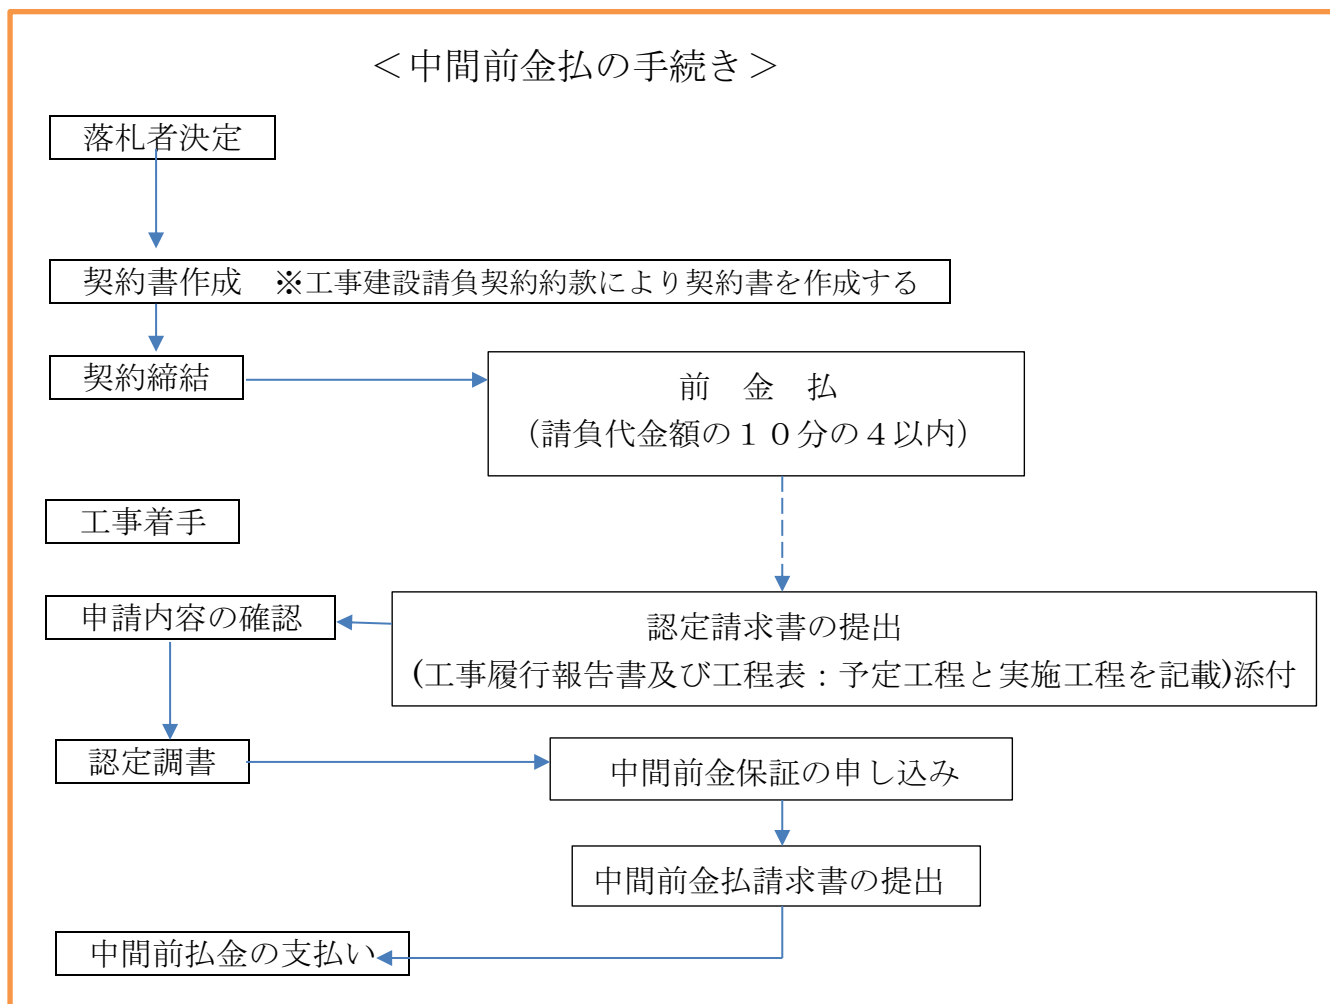 ＜中間前金払の手続き＞
落札者決定
契約書作成　※工事建設請負契約約款により契約書を作成する
契約締結
前　金　払
（請負代金額の１０分の４以内）
工事着手
申請内容の確認
認定請求書の提出
(工事履行報告書及び工程表：予定工程と実施工程を記載)添付
認定調書
中間前金保証の申し込み
中間前金払請求書の提出
中間前払金の支払い